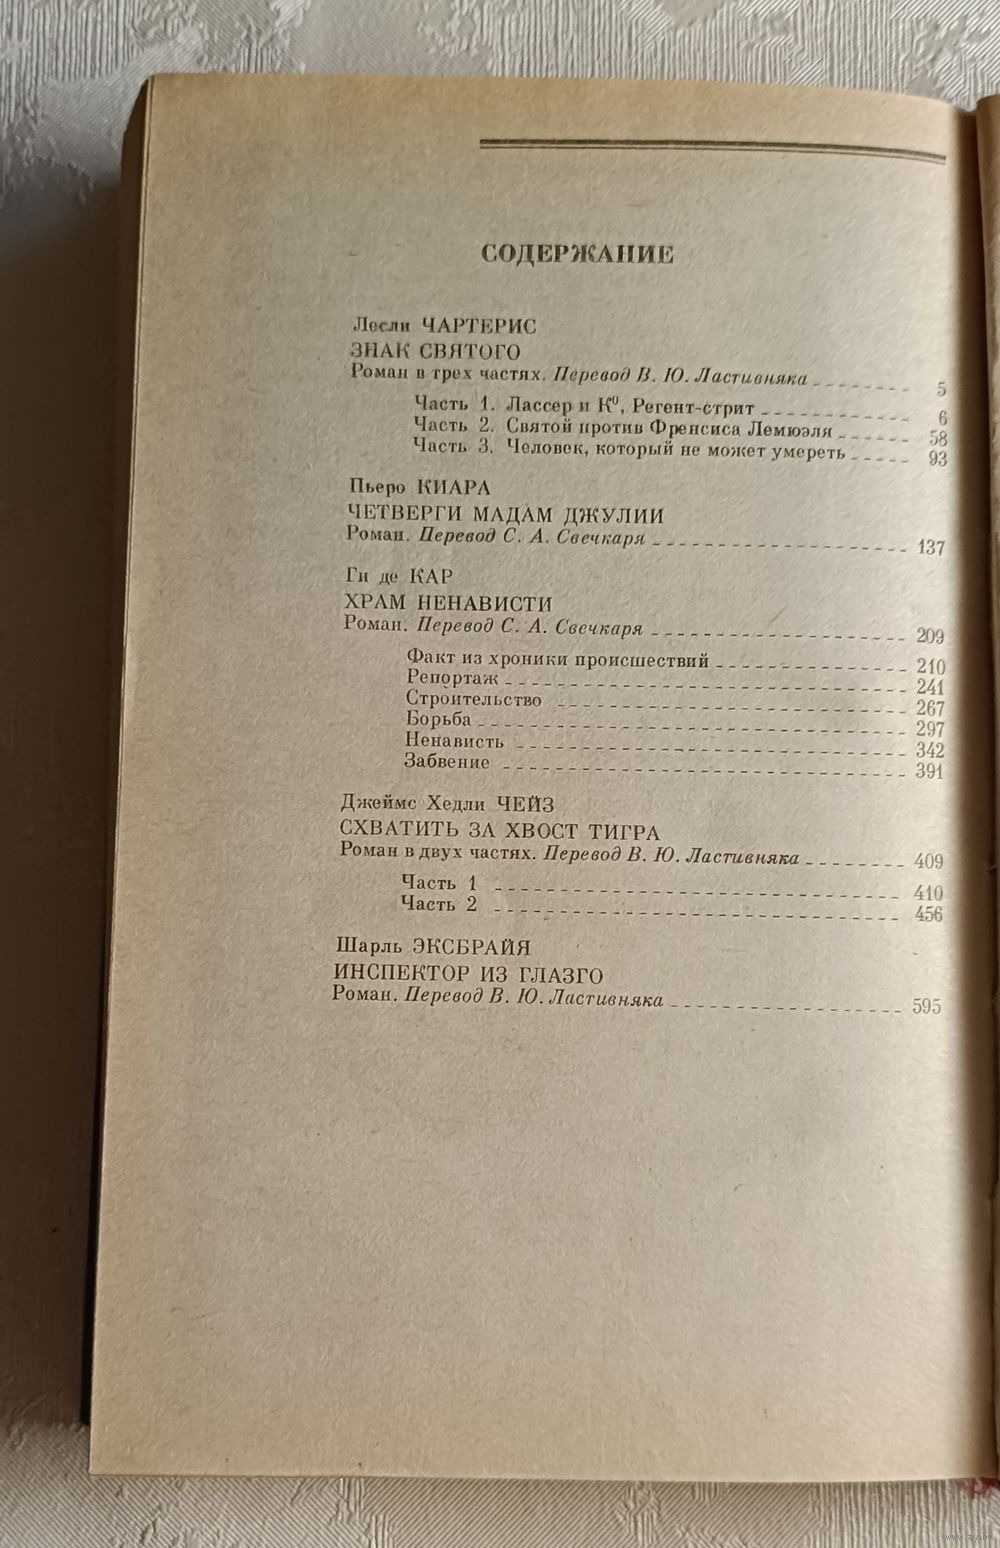 СОДЕРЖАНИЕ
Лесли ЧАРТЕРИС
ЗНАК СВЯТОГО
Роман в трех частях. Перевод В. Ю. Ластивняка 5
Часть 1. Лассер и К⁰, Регент-стрит 6
Часть 2. Святой против Френсиса Лемюэля 58
Часть 3. Человек, который не может умереть 93
Пьеро КИАРА
ЧЕТВЕРГИ МАДАМ ДЖУЛИИ
Роман. Перевод С. А. Свечкаря 137
Ги де КАР
ХРАМ НЕНАВИСТИ
Роман. Перевод С. А. Свечкаря 209
Факт из хроники происшествий 210
Репортаж 241
Строительство 267
Борьба 297
Ненависть 342
Забвение 391
Джеймс Хедли ЧЕЙЗ
СХВАТИТЬ ЗА ХВОСТ ТИГРА
Роман в двух частях. Перевод В. Ю. Ластивняка 409
Часть 1 410
Часть 2 456
Шарль ЭКСБРАЙЯ
ИНСПЕКТОР ИЗ ГЛАЗГО
Роман. Перевод В. Ю. Ластивняка 595